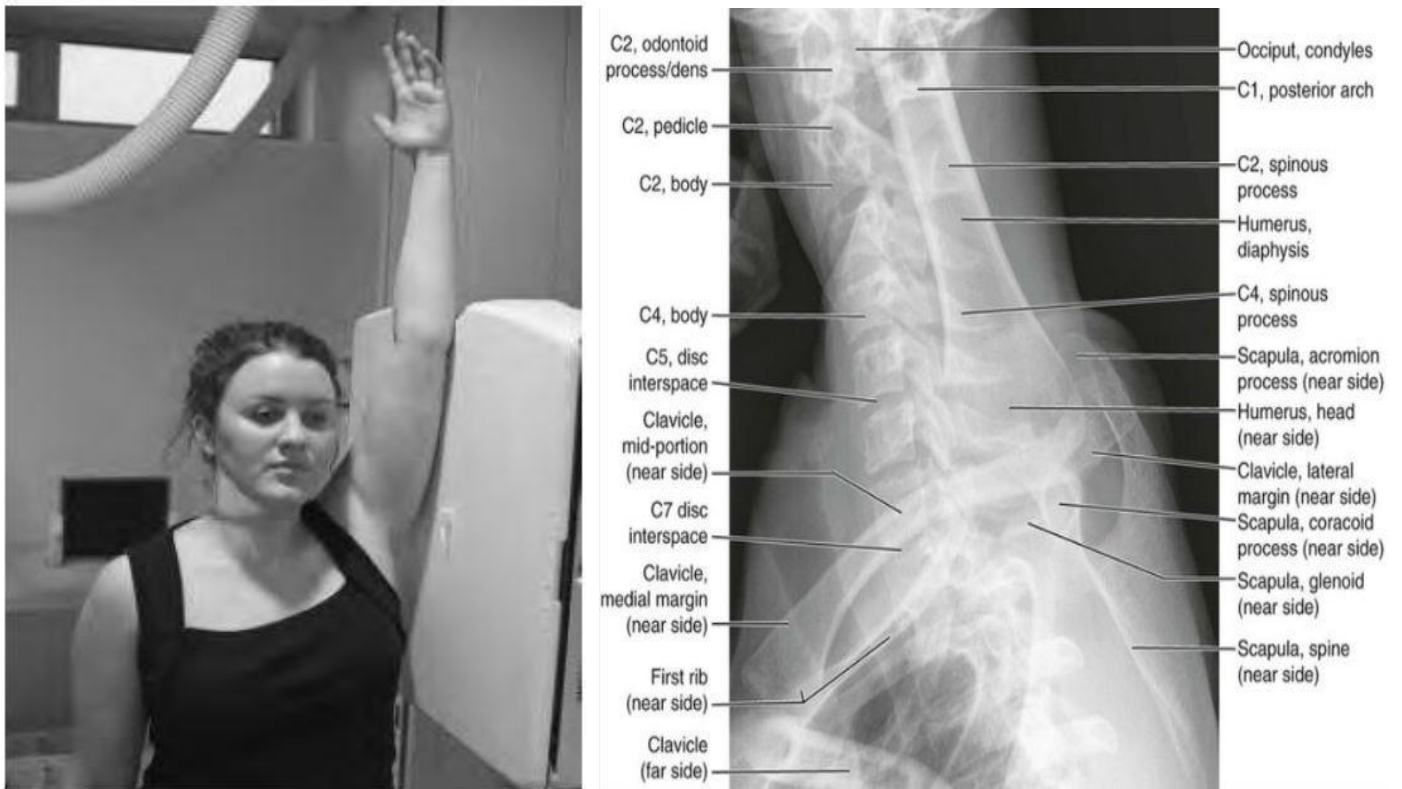 C2, odontoid
process/dens
C2, pedicle
C2, body
C4, body
C5, disc
interspace
Clavicle,
mid-portion
(near side)
C7 disc
interspace
Clavicle,
medial margin
(near side)
First rib
(near side)
Clavicle
(far side)
Occiput, condyles
C1, posterior arch
C2, spinous
process
Humerus,
diaphysis
C4, spinous
process
Scapula, acromion
process (near side)
Humerus, head
(near side)
Clavicle, lateral
margin (near side)
Scapula, coracoid
process (near side)
Scapula, glenoid
(near side)
Scapula, spine
(near side)